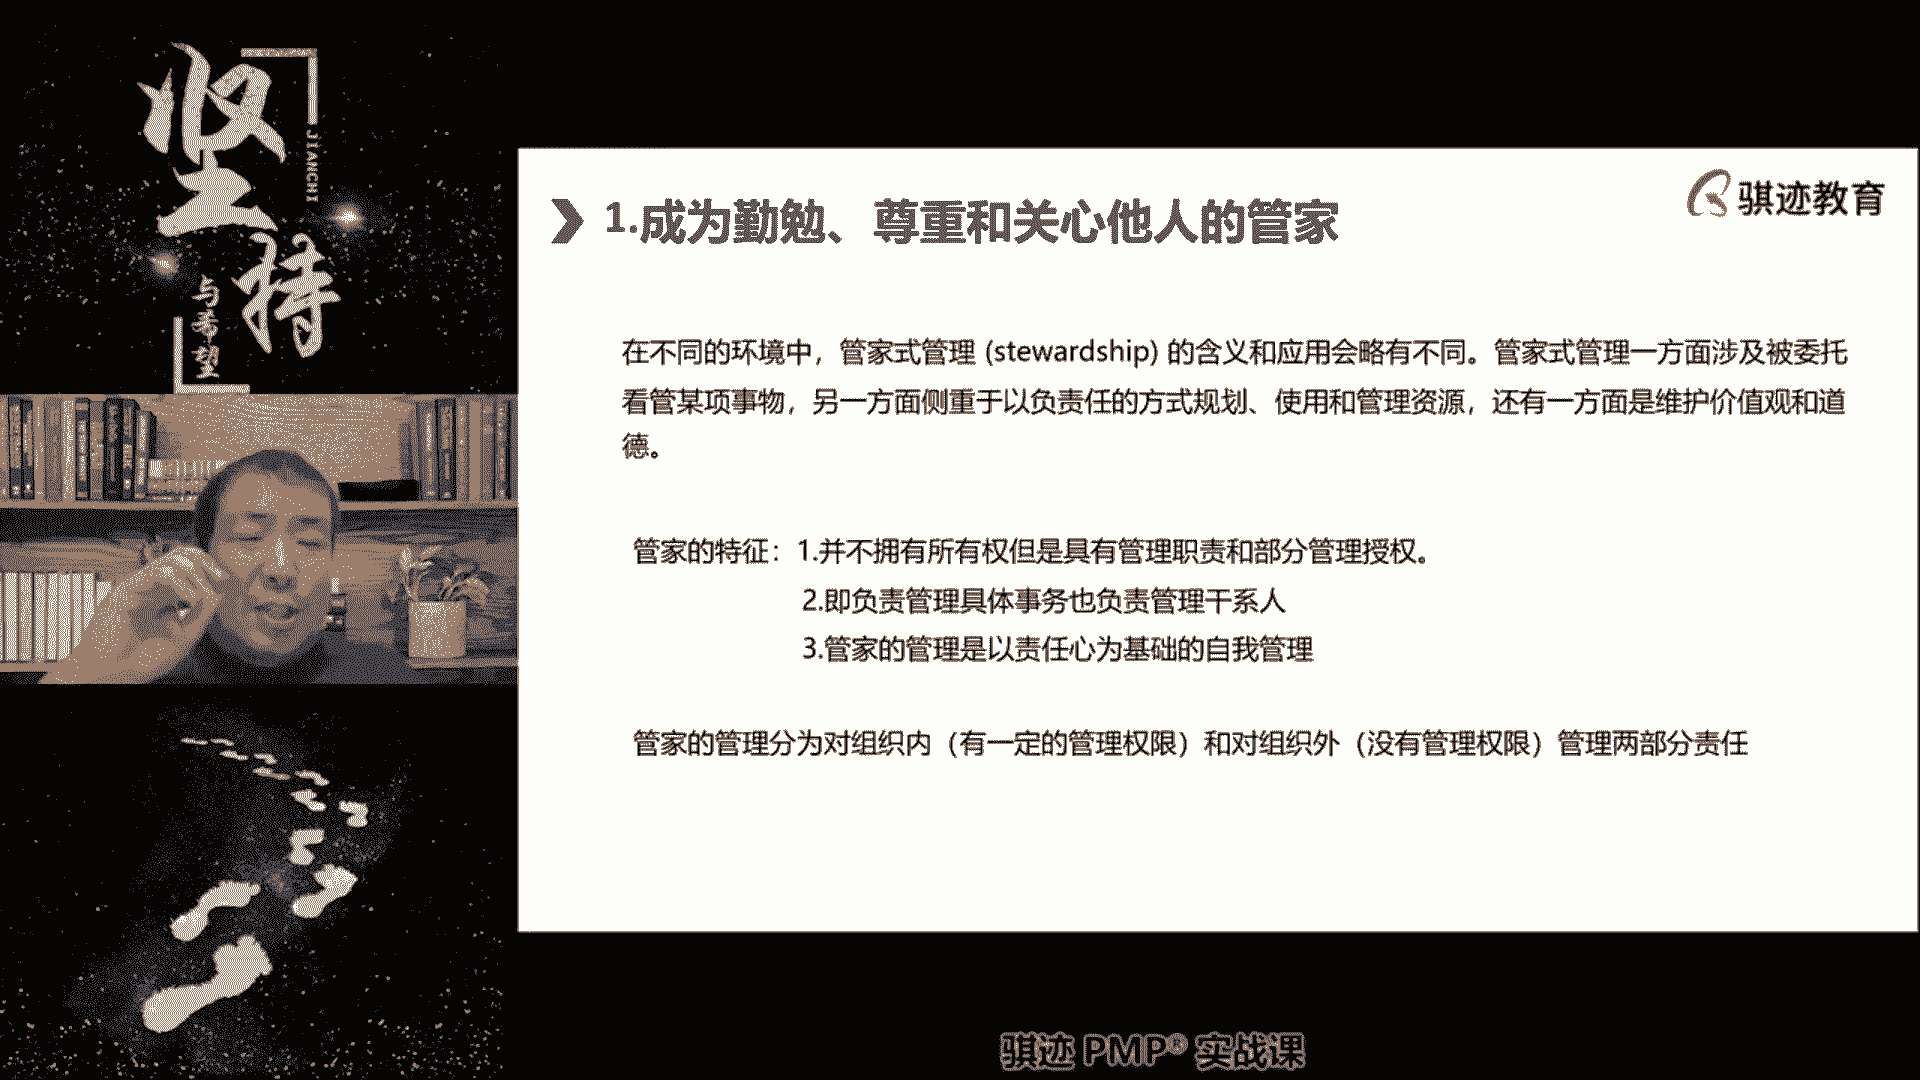 坚持
JIANCHI
与希望
骐迹教育
1.成为勤勉、尊重和关心他人的管家
在不同的环境中，管家式管理 (stewardship) 的含义和应用会略有不同。管家式管理一方面涉及被委托
看管某项事物，另一方面侧重于以负责任的方式规划、使用和管理资源，还有一方面是维护价值观和道
德。
管家的特征：1.并不拥有所有权但是具有管理职责和部分管理授权。
2.即负责管理具体事务也负责管理干系人
3.管家的管理是以责任心为基础的自我管理
管家的管理分为对组织内（有一定的管理权限）和对组织外（没有管理权限）管理两部分责任
骐迹 PMP® 实战课